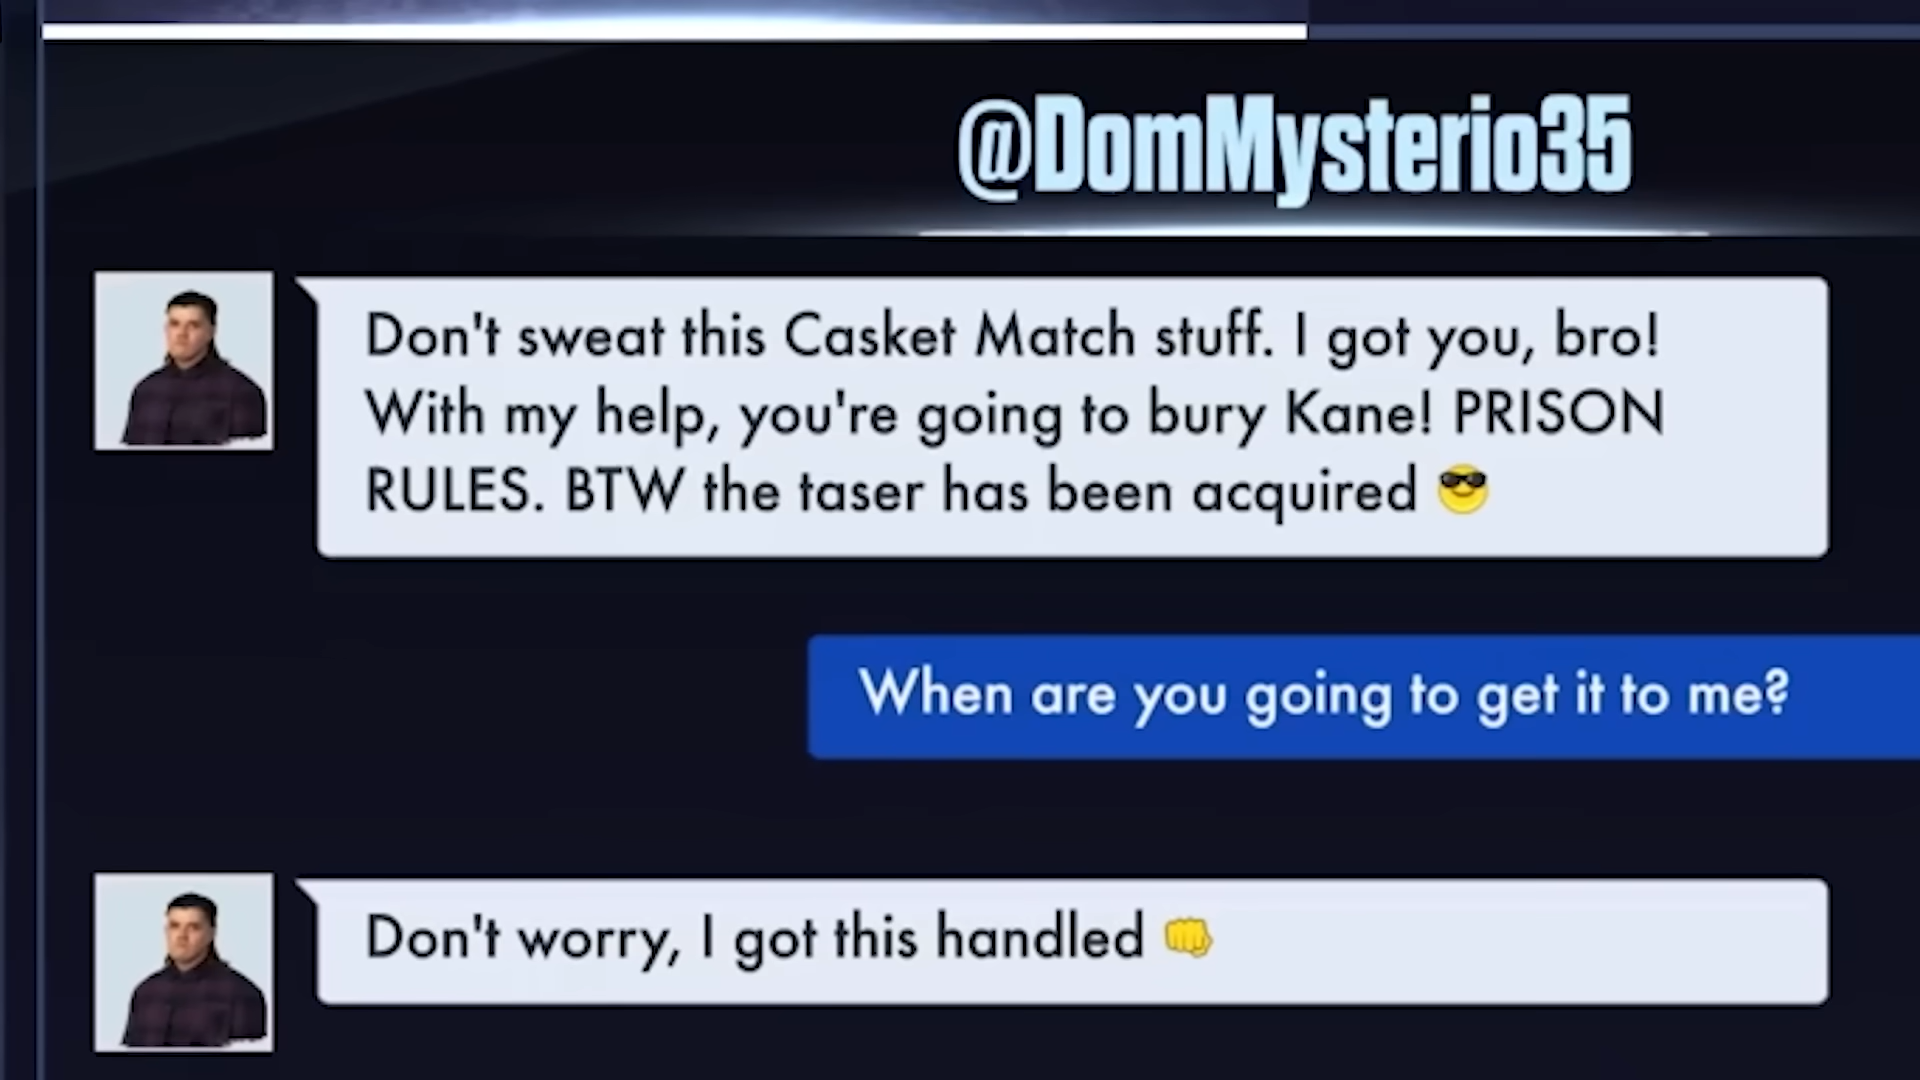 @DomMysterio35
Don't sweat this Casket Match stuff. I got you, bro!
With my help, you're going to bury Kane! PRISON
RULES. BTW the taser has been acquired 😎
When are you going to get it to me?
Don't worry, I got this handled 👊